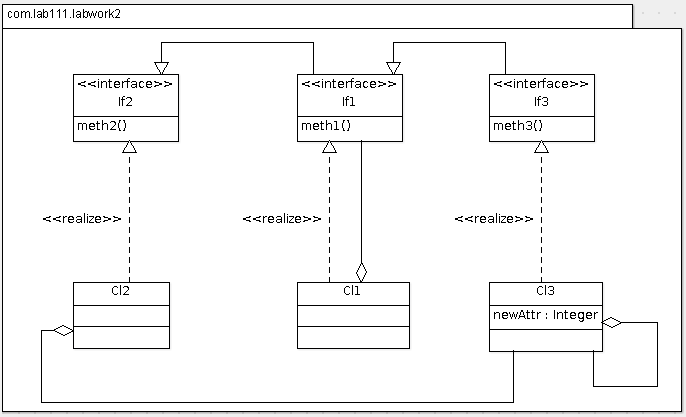 com.lab111.labwork2
<<interface>>
If2
meth2()
<<interface>>
If1
meth1()
<<interface>>
If3
meth3()
<<realize>>
<<realize>>
<<realize>>
Cl2
Cl1
Cl3
newAttr : Integer